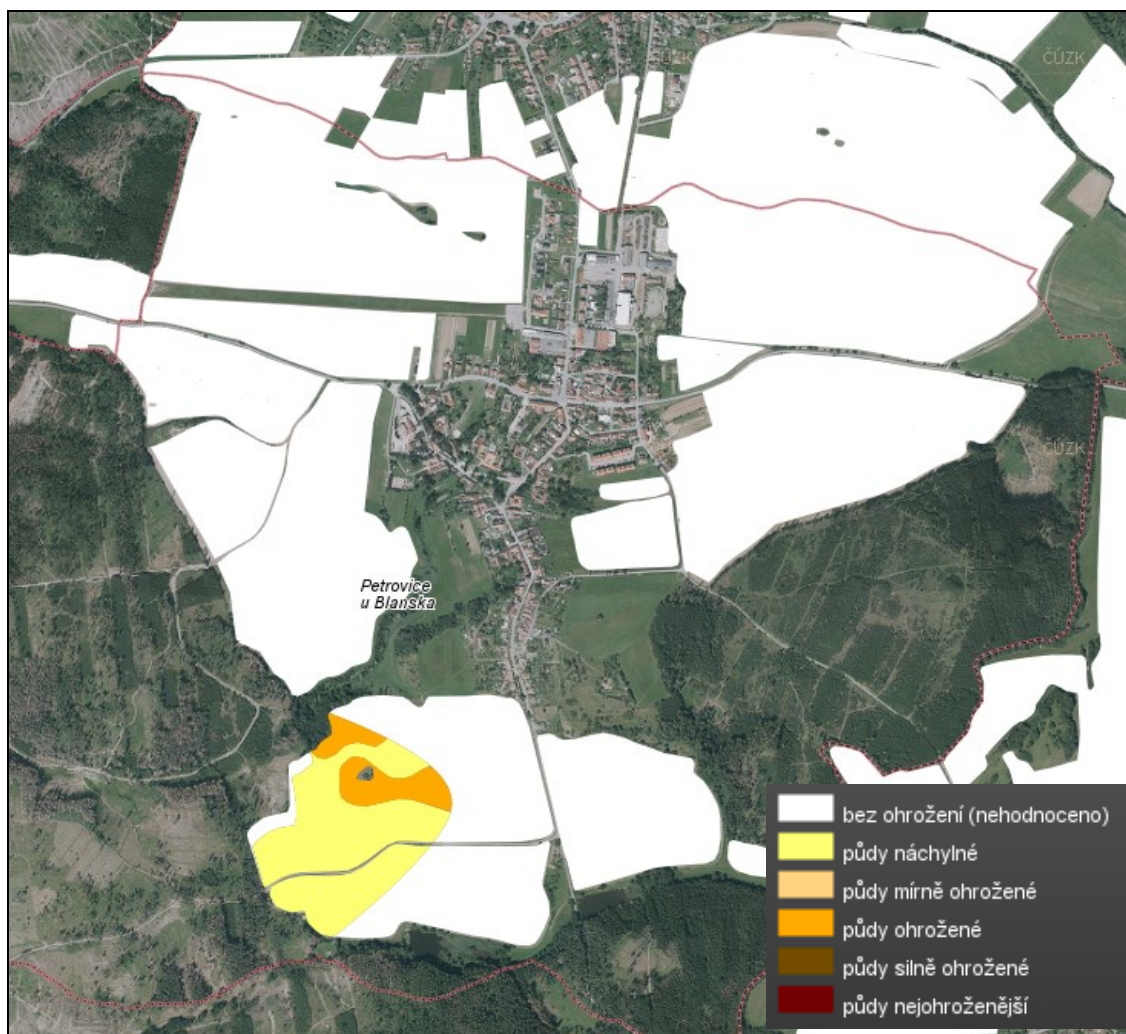 ČÚZK
ČÚZK
Petrovice
u Blanska
bez ohrožení (nehodnoceno)
půdy náchylné
půdy mírně ohrožené
půdy ohrožené
půdy silně ohrožené
půdy nejohroženější